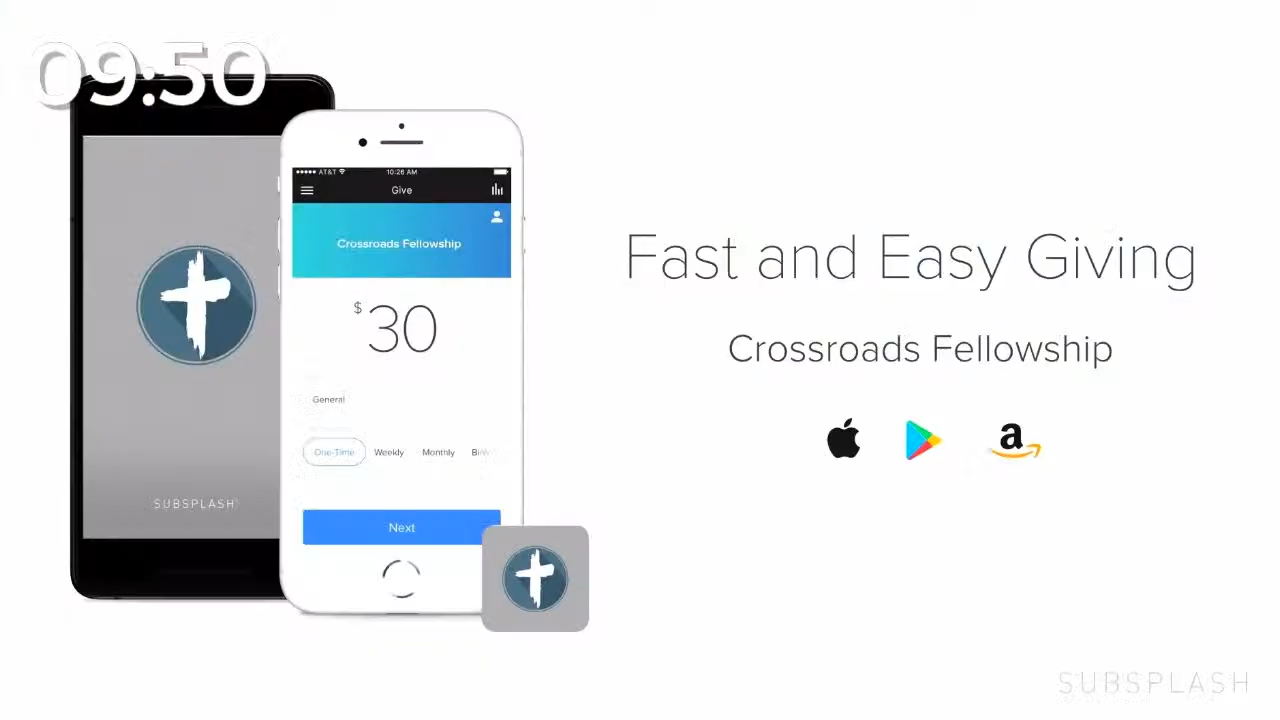 09:50
AT&T 10:26 AM
Give
Crossroads Fellowship
$30
General
One-Time Weekly Monthly
Next
SUBSPLASH
Fast and Easy Giving
Crossroads Fellowship
a
SUBSPLASH